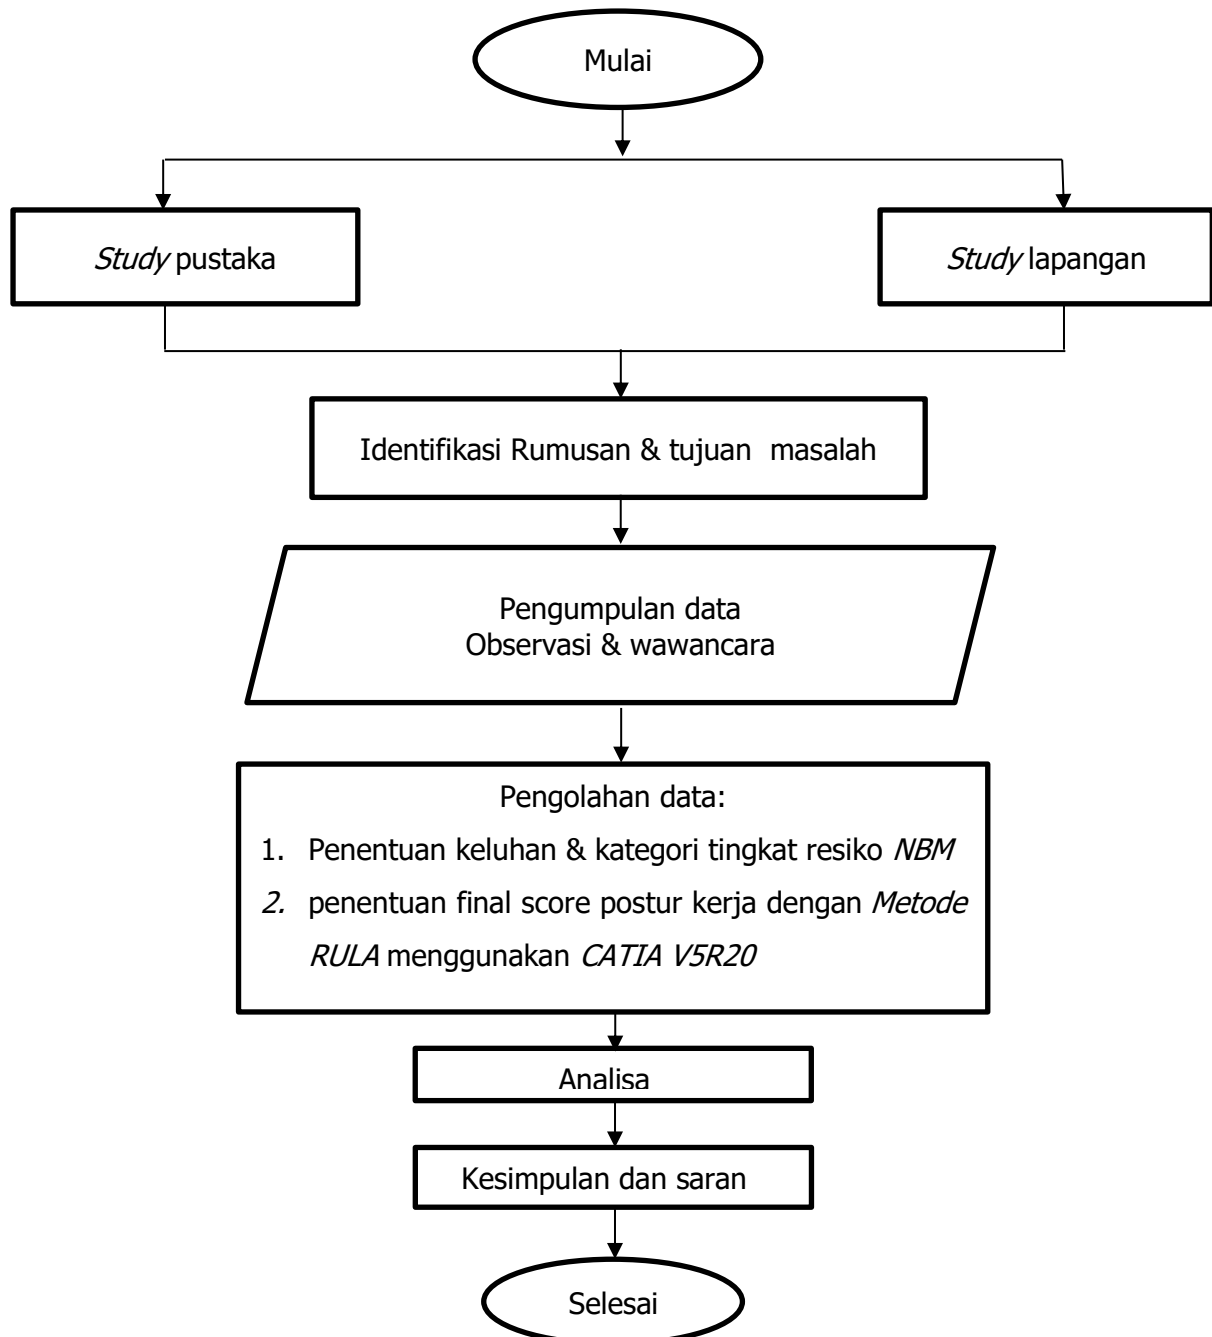 Mulai
Study pustaka
Study lapangan
Identifikasi Rumusan & tujuan masalah
Pengumpulan data
Observasi & wawancara
Pengolahan data:
1. Penentuan keluhan & kategori tingkat resiko NBM
2. penentuan final score postur kerja dengan Metode
RULA menggunakan CATIA V5R20
Analisa
Kesimpulan dan saran
Selesai